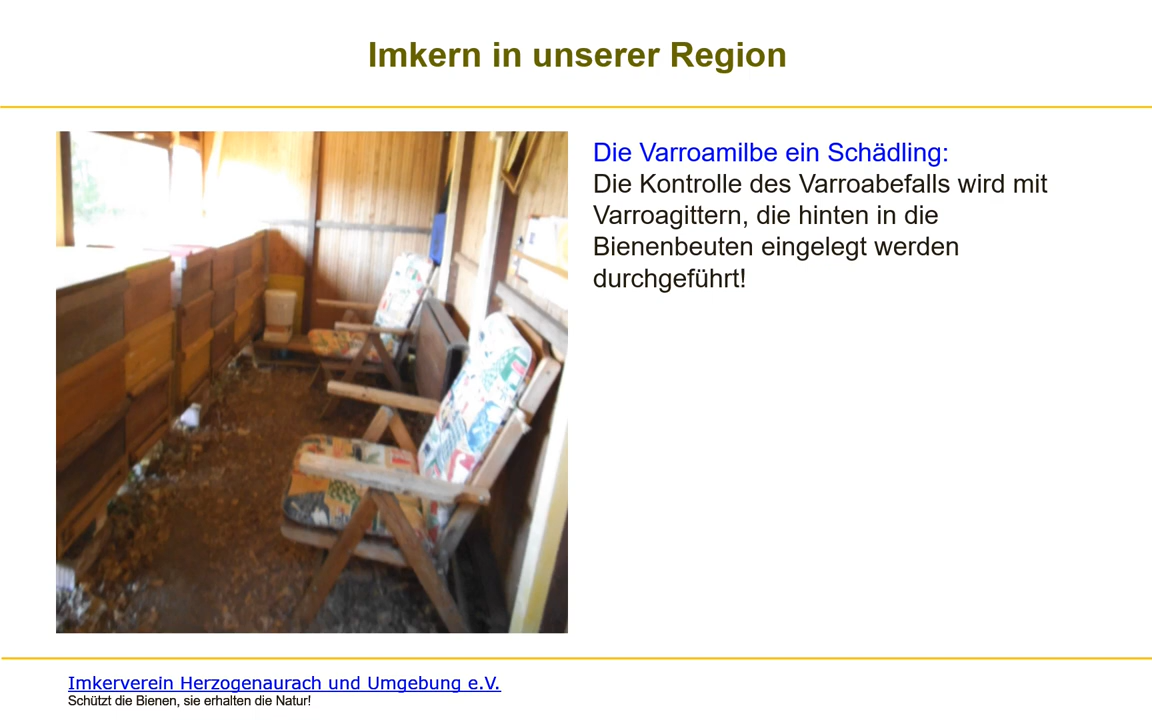 Imkern in unserer Region
Die Varroamilbe ein Schädling:
Die Kontrolle des Varroabefalls wird mit
Varroagittern, die hinten in die
Bienenbeuten eingelegt werden
durchgeführt!
Imkerverein Herzogenaurach und Umgebung e.V.
Schützt die Bienen, sie erhalten die Natur!